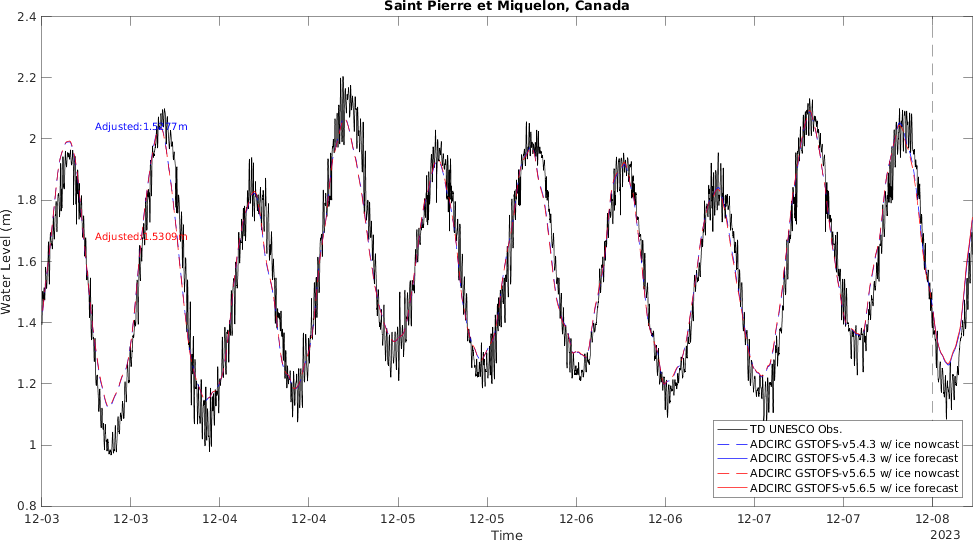 Saint Pierre et Miquelon, Canada
2.4
2.2
2
1.8
1.6
1.4
1.2
1
0.8
Water Level (m)
Adjusted:1.5277m
Adjusted:1.5309m
TD UNESCO Obs.
ADCIRC GSTOFS-v5.4.3 w/ ice nowcast
ADCIRC GSTOFS-v5.4.3 w/ ice forecast
ADCIRC GSTOFS-v5.6.5 w/ ice nowcast
ADCIRC GSTOFS-v5.6.5 w/ ice forecast
12-03 12-03 12-04 12-04 12-05 12-05 12-06 12-06 12-07 12-07 12-08
2023
Time